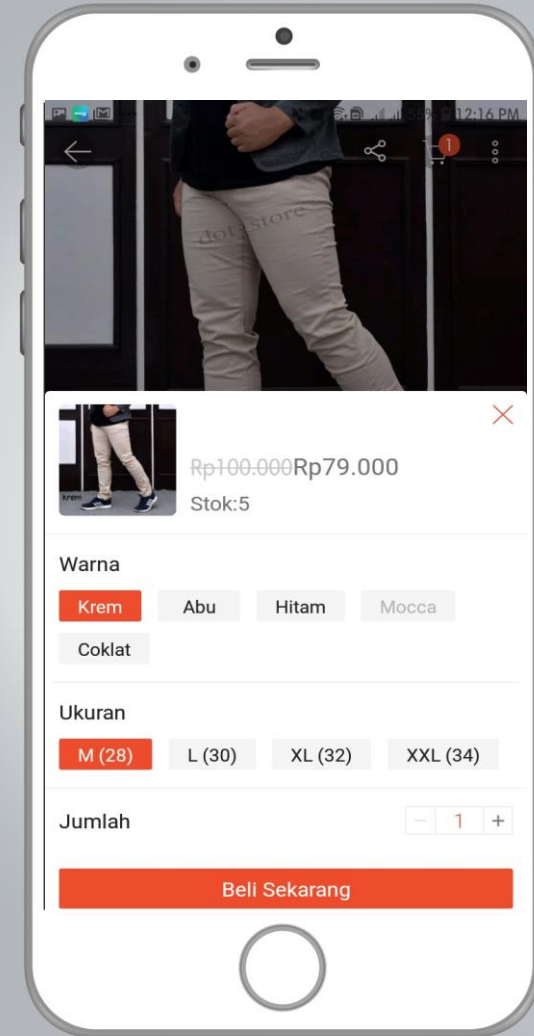 12:16 PM
1
dot store
krem
Rp100.000Rp79.000
Stok:5
Warna
Krem Abu Hitam Mocca
Coklat
Ukuran
M (28) L (30) XL (32) XXL (34)
Jumlah - 1 +
Beli Sekarang